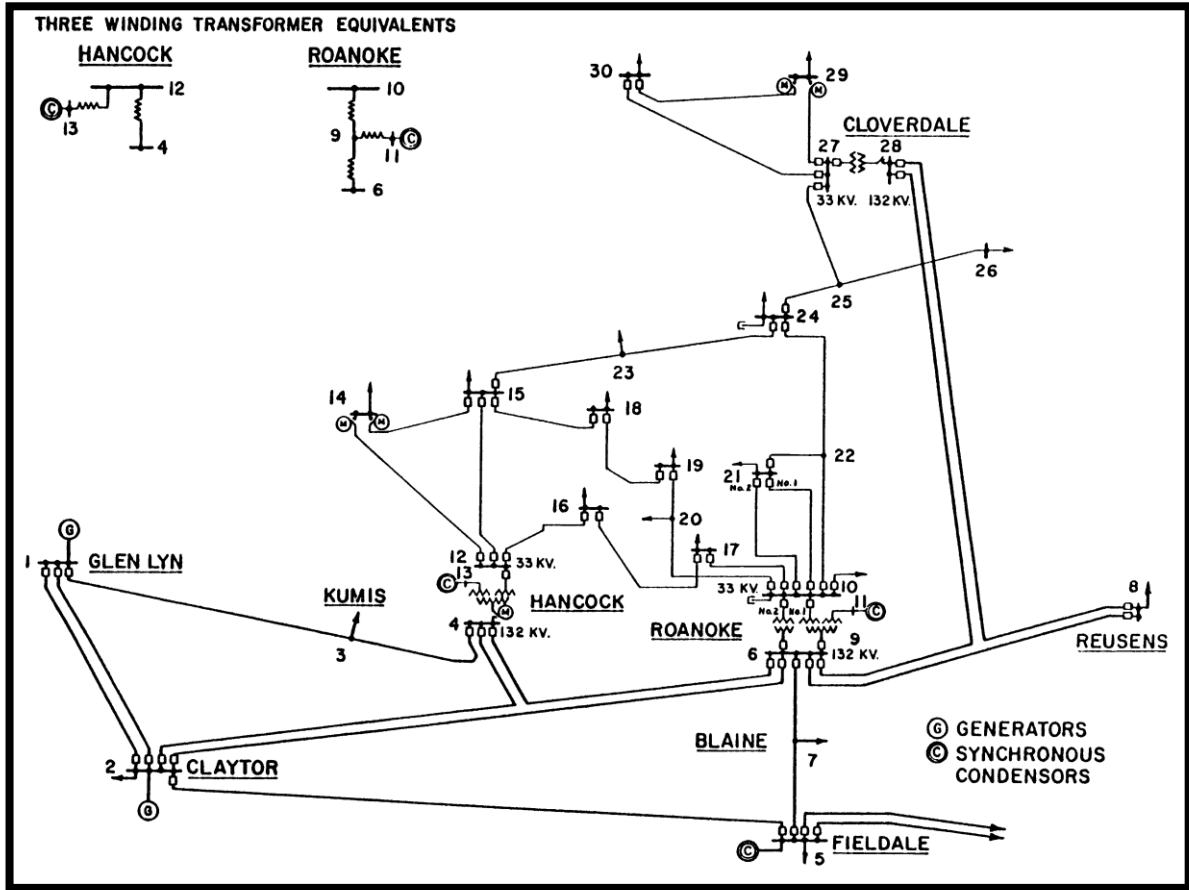 THREE WINDING TRANSFORMER EQUIVALENTS
HANCOCK
ROANOKE
12
C
13
4
10
9
C
11
6
30
29
M
M
CLOVERDALE
27
28
33 KV.
132 KV.
26
25
24
23
14
15
M
M
18
22
19
21
No.2
No.1
16
20
17
G
1
GLEN LYN
12
33 KV.
13
C
KUMIS
HANCOCK
M
33 KV.
10
8
3
4
132 KV.
ROANOKE
No.2
No.1
11
C
9
REUSENS
6
132 KV.
BLAINE
G GENERATORS
C SYNCHRONOUS
CONDENSORS
7
2
CLAYTOR
G
C
5
FIELDALE